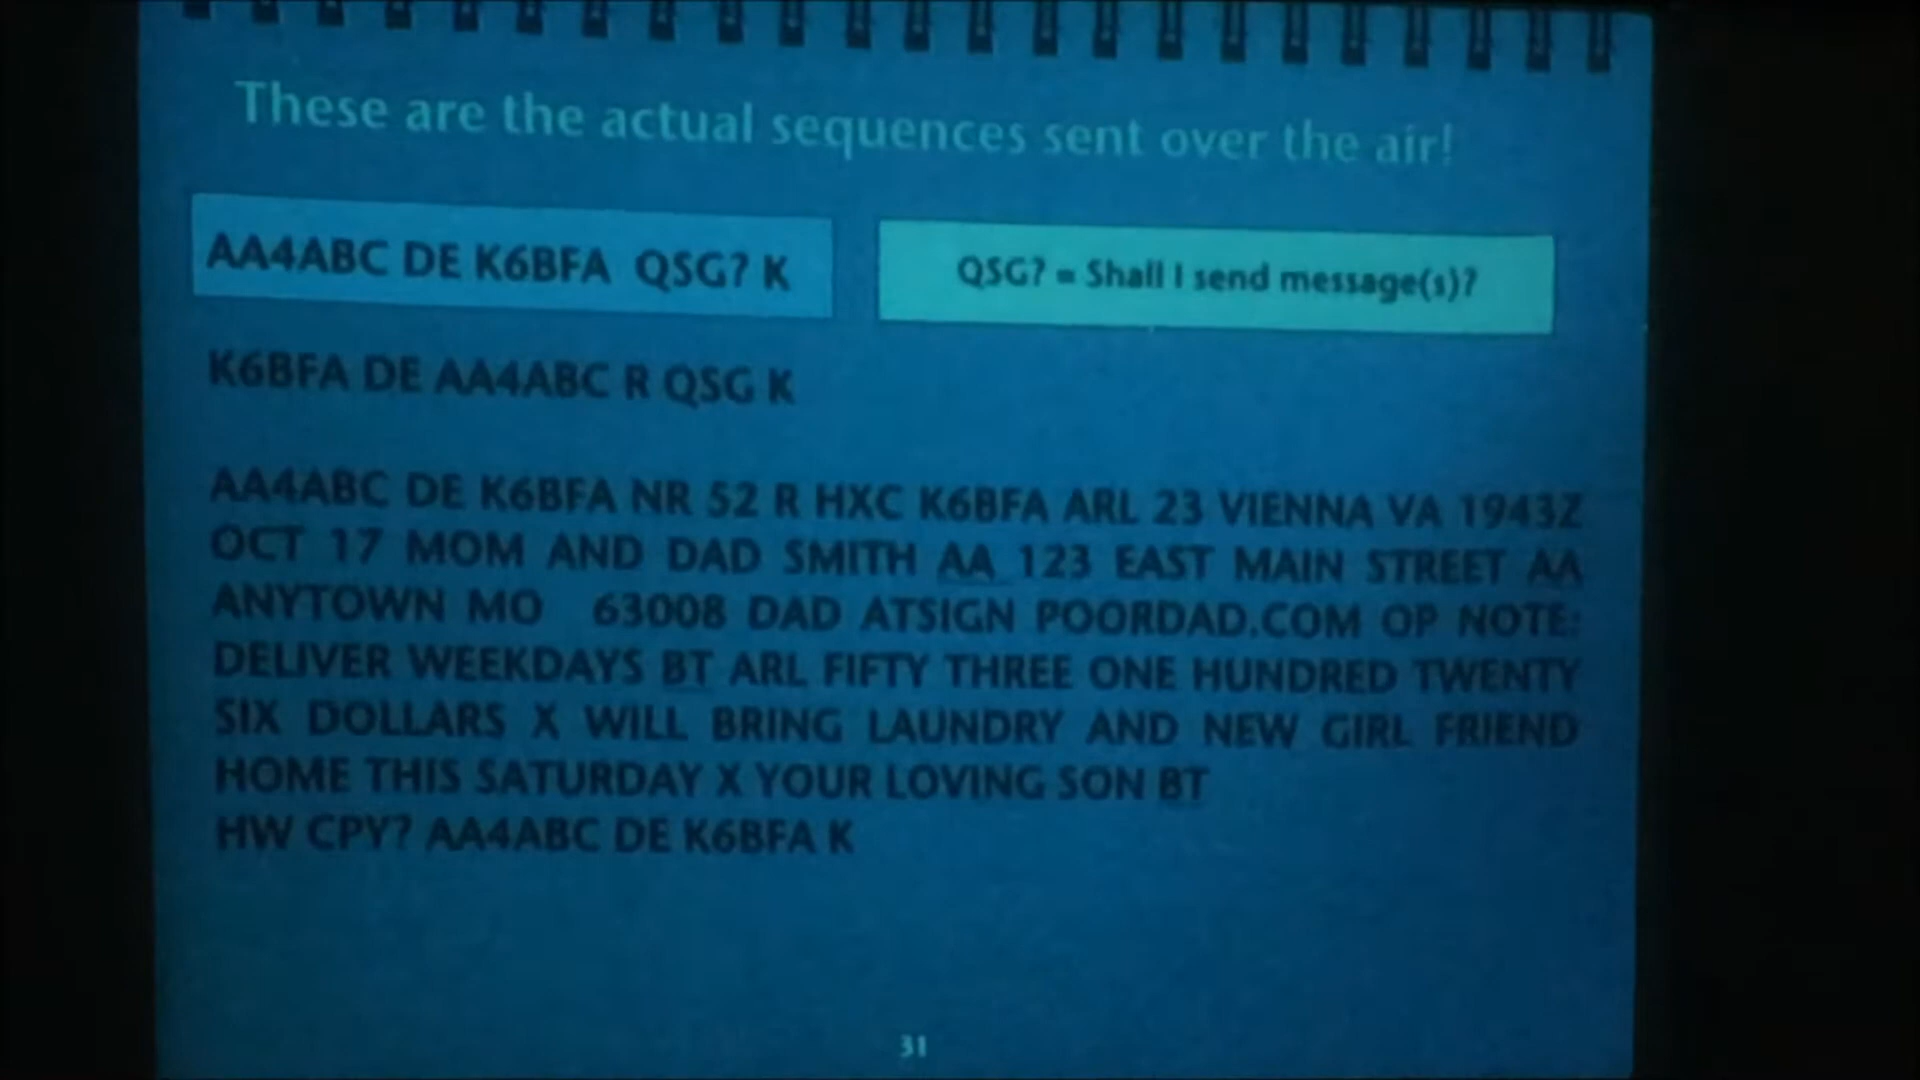 These are the actual sequences sent over the air!
AA4ABC DE K6BFA QSG? K
QSG? = Shall I send message(s)?
K6BFA DE AA4ABC R QSG K
AA4ABC DE K6BFA NR 52 R HXC K6BFA ARL 23 VIENNA VA 1943Z
OCT 17 MOM AND DAD SMITH AA 123 EAST MAIN STREET AA
ANYTOWN MO 63008 DAD ATSIGN POORDAD.COM OP NOTE:
DELIVER WEEKDAYS BT ARL FIFTY THREE ONE HUNDRED TWENTY
SIX DOLLARS X WILL BRING LAUNDRY AND NEW GIRL FRIEND
HOME THIS SATURDAY X YOUR LOVING SON BT
HW CPY? AA4ABC DE K6BFA K
31